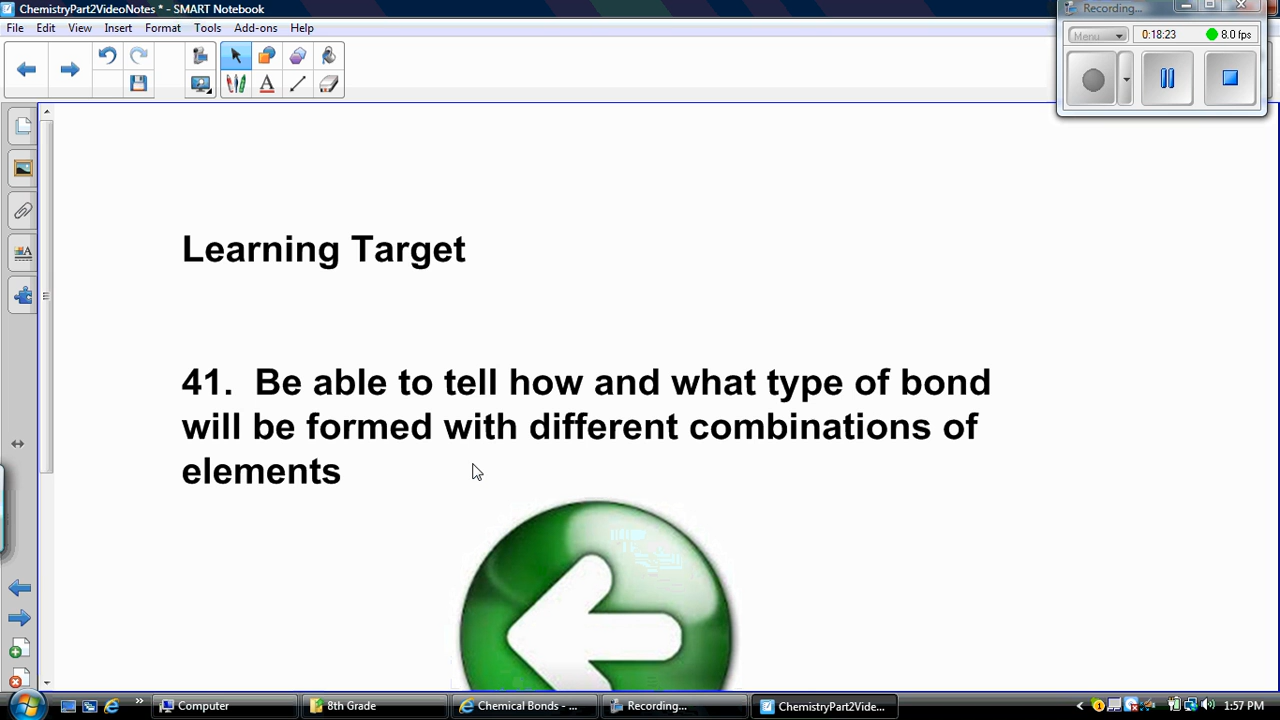 ChemistryPart2VideoNotes * - SMART Notebook
Recording...
File Edit View Insert Format Tools Add-ons Help
Menu
0:18:23
8.0 fps
Learning Target
41. Be able to tell how and what type of bond
will be formed with different combinations of
elements
Computer
8th Grade
Chemical Bonds - ...
Recording...
ChemistryPart2Vide...
1:57 PM